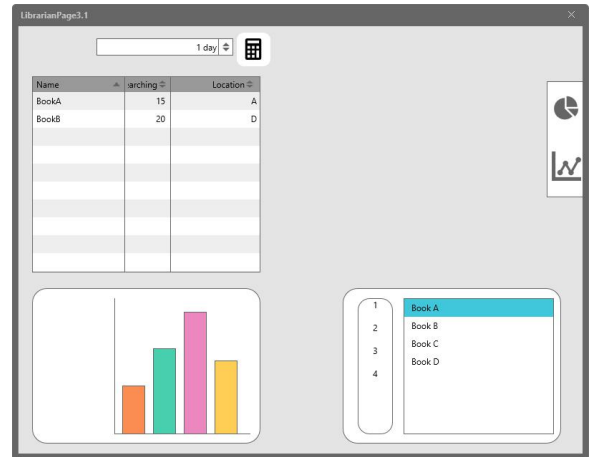 LibrarianPage3.1
1 day
Name arching Location
BookA 15 A
BookB 20 D
1 Book A
2 Book B
3 Book C
4 Book D